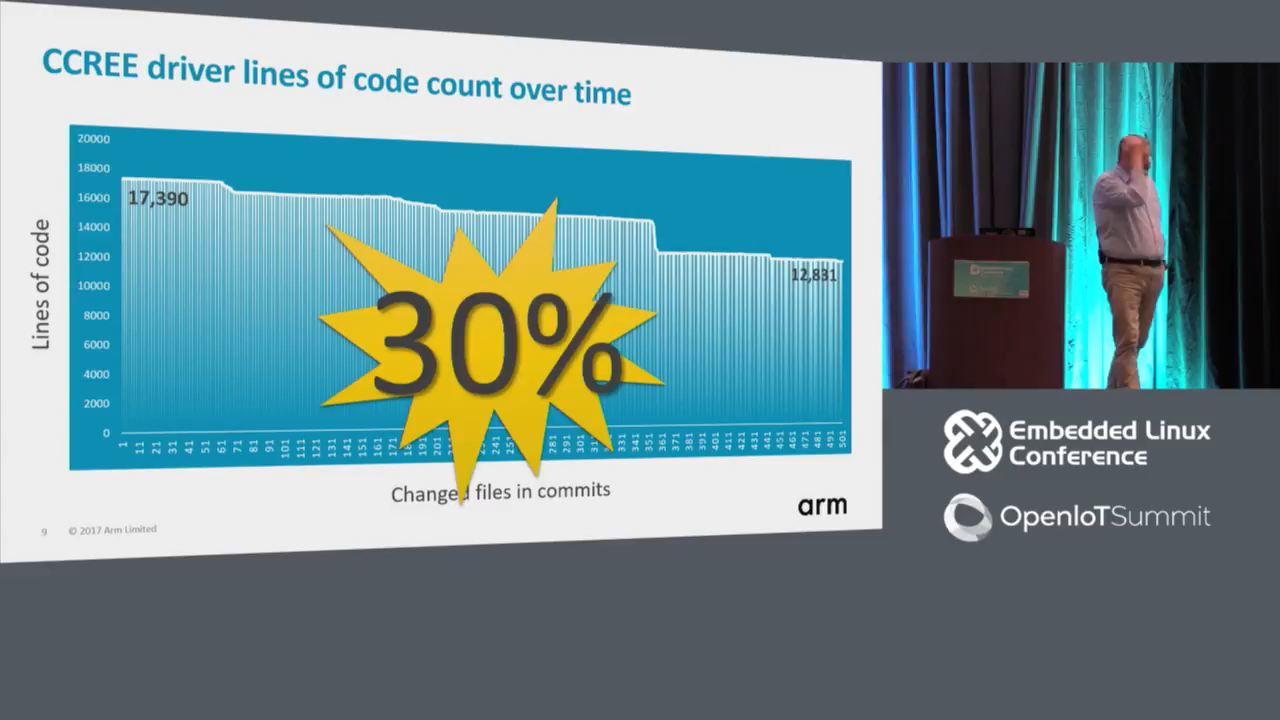 CCREE driver lines of code count over time
20000
18000
16000
14000
12000
10000
8000
6000
4000
2000
0
17,390
12,831
30%
Lines of code
1 11 21 31 41 51 61 71 81 91 101 111 121 131 141 151 161 171 191 201 241 281 291 301 331 341 351 361 371 381 391 401 411 421 431 441 451 461 471 481 491 501
Changed files in commits
arm
9 © 2017 Arm Limited
Embedded Linux
Conference
OpenIoTSummit